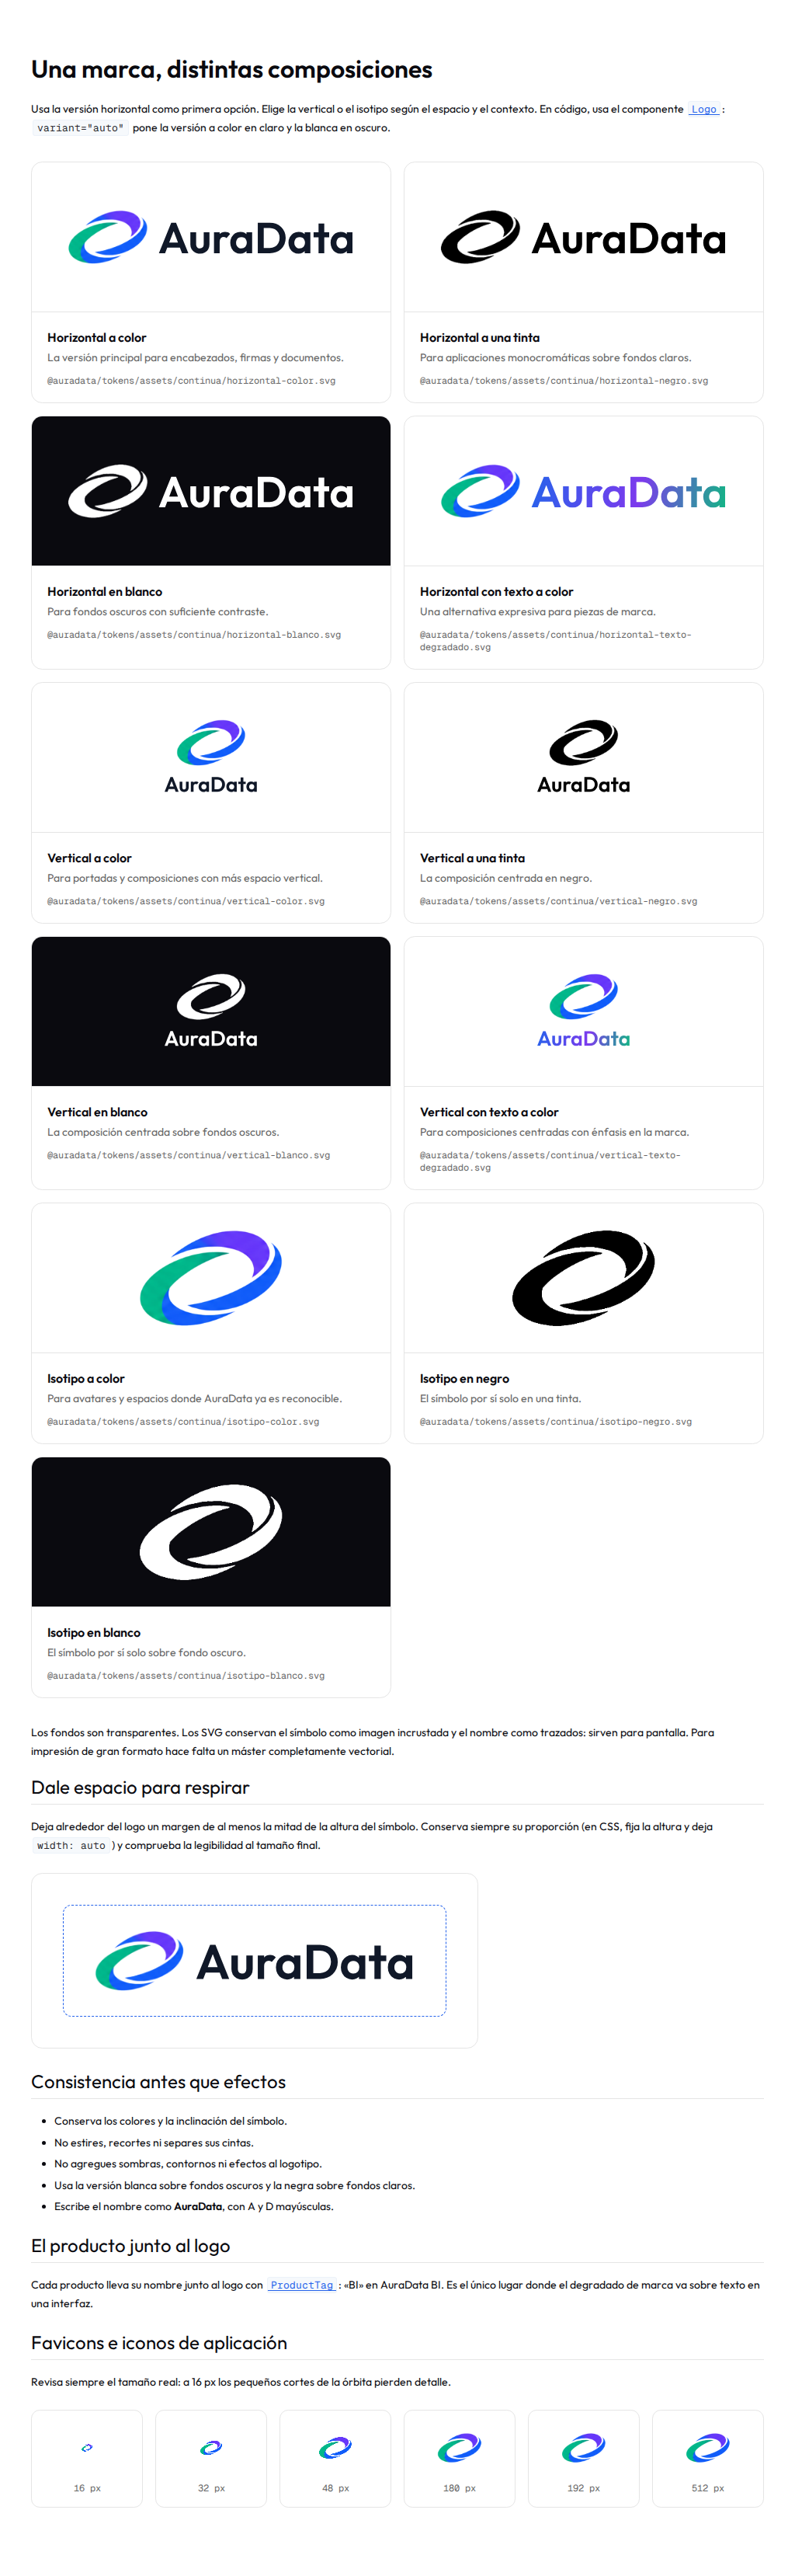 Una marca, distintas composiciones
Usa la versión horizontal como primera opción. Elige la vertical o el isotipo según el espacio y el contexto. En código, usa el componente Logo :
variant="auto" pone la versión a color en claro y la blanca en oscuro.
AuraData
AuraData
Horizontal a color
La versión principal para encabezados, firmas y documentos.
@auradata/tokens/assets/continua/horizontal-color.svg
Horizontal a una tinta
Para aplicaciones monocromáticas sobre fondos claros.
@auradata/tokens/assets/continua/horizontal-negro.svg
AuraData
AuraData
Horizontal en blanco
Para fondos oscuros con suficiente contraste.
@auradata/tokens/assets/continua/horizontal-blanco.svg
Horizontal con texto a color
Una alternativa expresiva para piezas de marca.
@auradata/tokens/assets/continua/horizontal-texto-
degradado.svg
AuraData
AuraData
Vertical a color
Para portadas y composiciones con más espacio vertical.
@auradata/tokens/assets/continua/vertical-color.svg
Vertical a una tinta
La composición centrada en negro.
@auradata/tokens/assets/continua/vertical-negro.svg
AuraData
AuraData
Vertical en blanco
La composición centrada sobre fondos oscuros.
@auradata/tokens/assets/continua/vertical-blanco.svg
Vertical con texto a color
Para composiciones centradas con énfasis en la marca.
@auradata/tokens/assets/continua/vertical-texto-
degradado.svg
Isotipo a color
Para avatares y espacios donde AuraData ya es reconocible.
@auradata/tokens/assets/continua/isotipo-color.svg
Isotipo en negro
El símbolo por sí solo en una tinta.
@auradata/tokens/assets/continua/isotipo-negro.svg
Isotipo en blanco
El símbolo por sí solo sobre fondo oscuro.
@auradata/tokens/assets/continua/isotipo-blanco.svg
Los fondos son transparentes. Los SVG conservan el símbolo como imagen incrustada y el nombre como trazados: sirven para pantalla. Para
impresión de gran formato hace falta un máster completamente vectorial.
Dale espacio para respirar
Deja alrededor del logo un margen de al menos la mitad de la altura del símbolo. Conserva siempre su proporción (en CSS, fija la altura y deja
width: auto ) y comprueba la legibilidad al tamaño final.
AuraData
Consistencia antes que efectos
• Conserva los colores y la inclinación del símbolo.
• No estires, recortes ni separes sus cintas.
• No agregues sombras, contornos ni efectos al logotipo.
• Usa la versión blanca sobre fondos oscuros y la negra sobre fondos claros.
• Escribe el nombre como AuraData, con A y D mayúsculas.
El producto junto al logo
Cada producto lleva su nombre junto al logo con ProductTag : «BI» en AuraData BI. Es el único lugar donde el degradado de marca va sobre texto en
una interfaz.
Favicons e iconos de aplicación
Revisa siempre el tamaño real: a 16 px los pequeños cortes de la órbita pierden detalle.
16 px
32 px
48 px
180 px
192 px
512 px